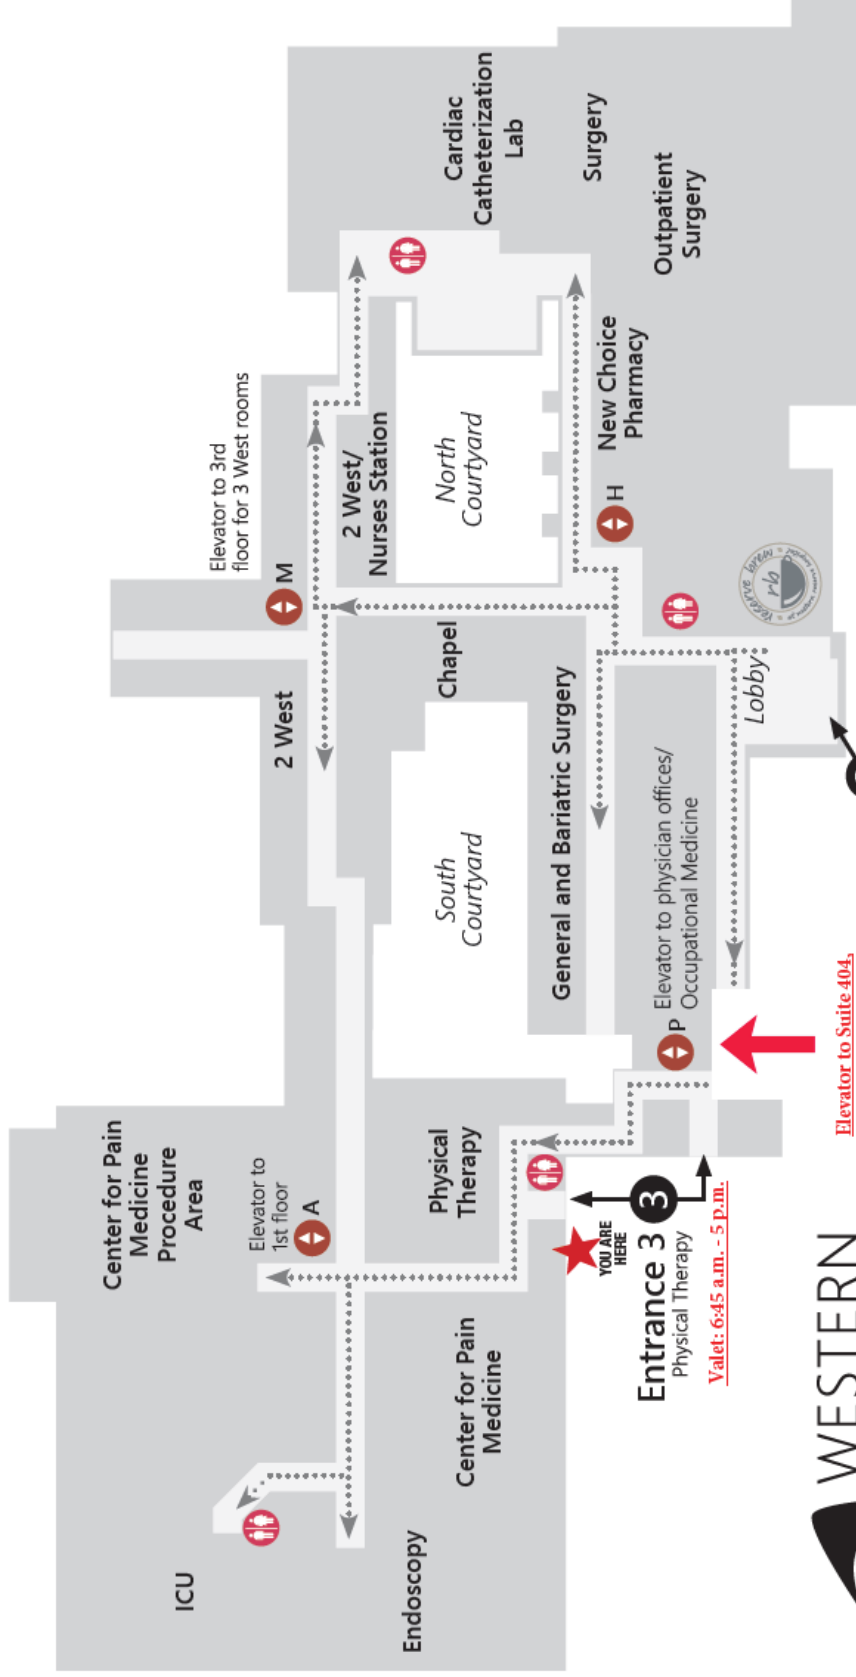 Center for Pain
Medicine
Procedure
Area
ICU
Elevator to
1st floor
A
Endoscopy
Center for Pain
Medicine
Physical
Therapy
YOU ARE
HERE
Entrance 3
3
Physical Therapy
Valet: 6:45 a.m. - 5 p.m.
Elevator to 3rd
floor for 3 West rooms
M
2 West
2 West/
Nurses Station
Chapel
South
Courtyard
North
Courtyard
General and Bariatric Surgery
P
Elevator to physician offices/
Occupational Medicine
Elevator to Suite 404,
Lobby
H
New Choice
Pharmacy
Cardiac
Catheterization
Lab
Surgery
Outpatient
Surgery
reserve brew
rb
WESTERN